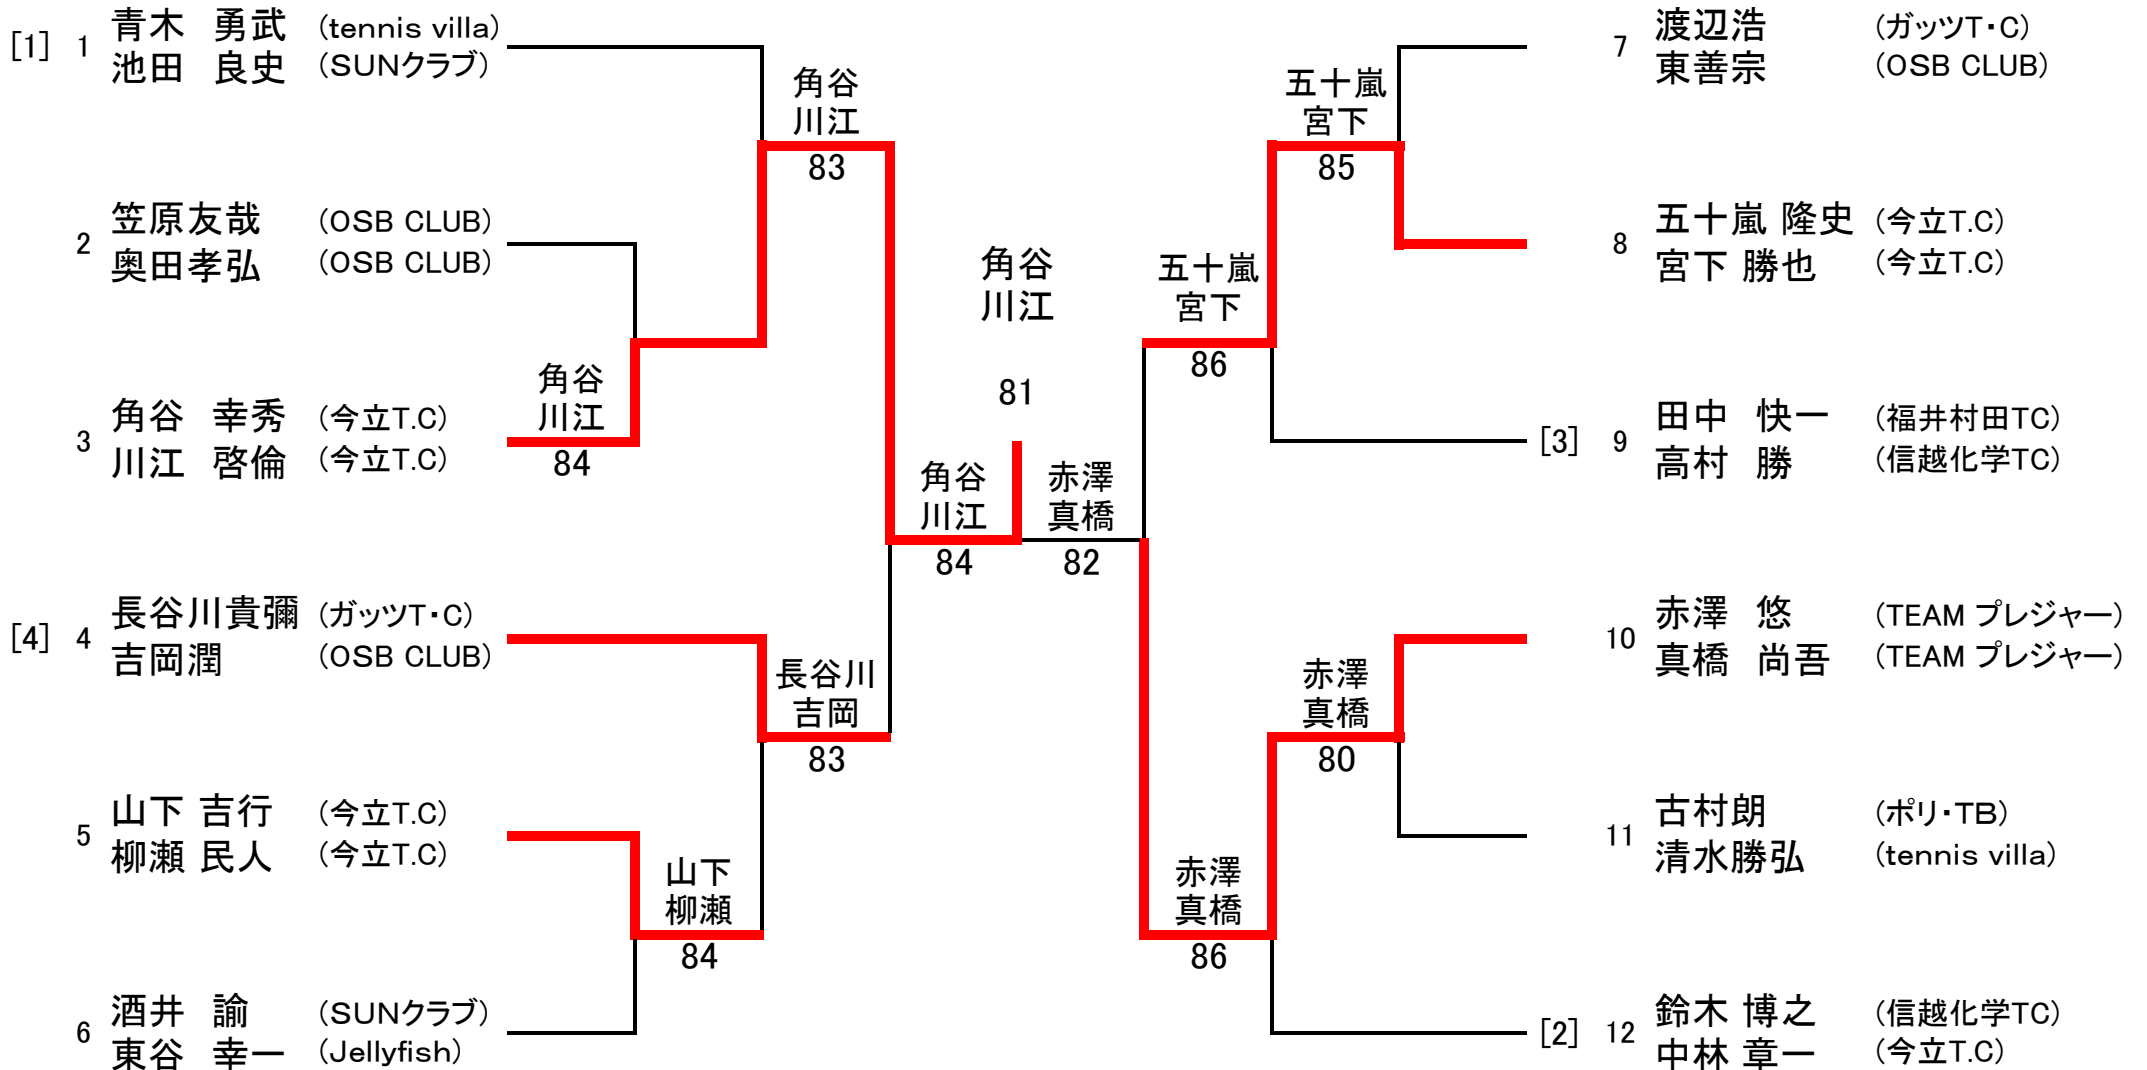 [1] 1 青木　勇武 (tennis villa)
池田　良史 (SUNクラブ)
2 笠原友哉 (OSB CLUB)
奥田孝弘 (OSB CLUB)
3 角谷　幸秀 (今立T.C)
川江　啓倫 (今立T.C)
[4] 4 長谷川貴彌 (ガッツT・C)
吉岡潤 (OSB CLUB)
5 山下 吉行 (今立T.C)
柳瀬 民人 (今立T.C)
6 酒井　諭 (SUNクラブ)
東谷　幸一 (Jellyfish)
角谷
川江
84
山下
柳瀬
84
角谷
川江
83
長谷川
吉岡
83
角谷
川江
84
角谷
川江
81
赤澤
真橋
82
五十嵐
宮下
86
赤澤
真橋
86
五十嵐
宮下
85
赤澤
真橋
80
7 渡辺浩 (ガッツT・C)
東善宗 (OSB CLUB)
8 五十嵐 隆史 (今立T.C)
宮下 勝也 (今立T.C)
[3] 9 田中　快一 (福井村田TC)
高村　勝 (信越化学TC)
10 赤澤　悠 (TEAM プレジャー)
真橋　尚吾 (TEAM プレジャー)
11 古村朗 (ポリ・TB)
清水勝弘 (tennis villa)
[2] 12 鈴木 博之 (信越化学TC)
中林 章一 (今立T.C)